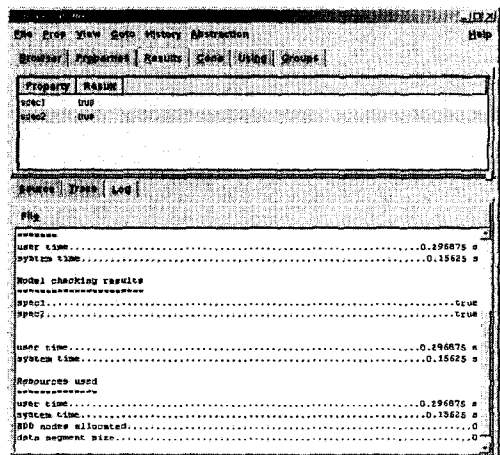 File Prop View Goto History Abstraction Help
Browser Properties Results Cone Using Groups
Property Result
spec1 true
spec2 true
Source Trace Log
File
=======
user time............................................................0.296875 s
system time...........................................................0.15625 s
Model checking results
======================
spec1....................................................................true
spec2....................................................................true
user time............................................................0.296875 s
system time...........................................................0.15625 s
Resources used
==============
user time............................................................0.296875 s
system time...........................................................0.15625 s
BDD nodes allocated.........................................................0
data segment size...........................................................0